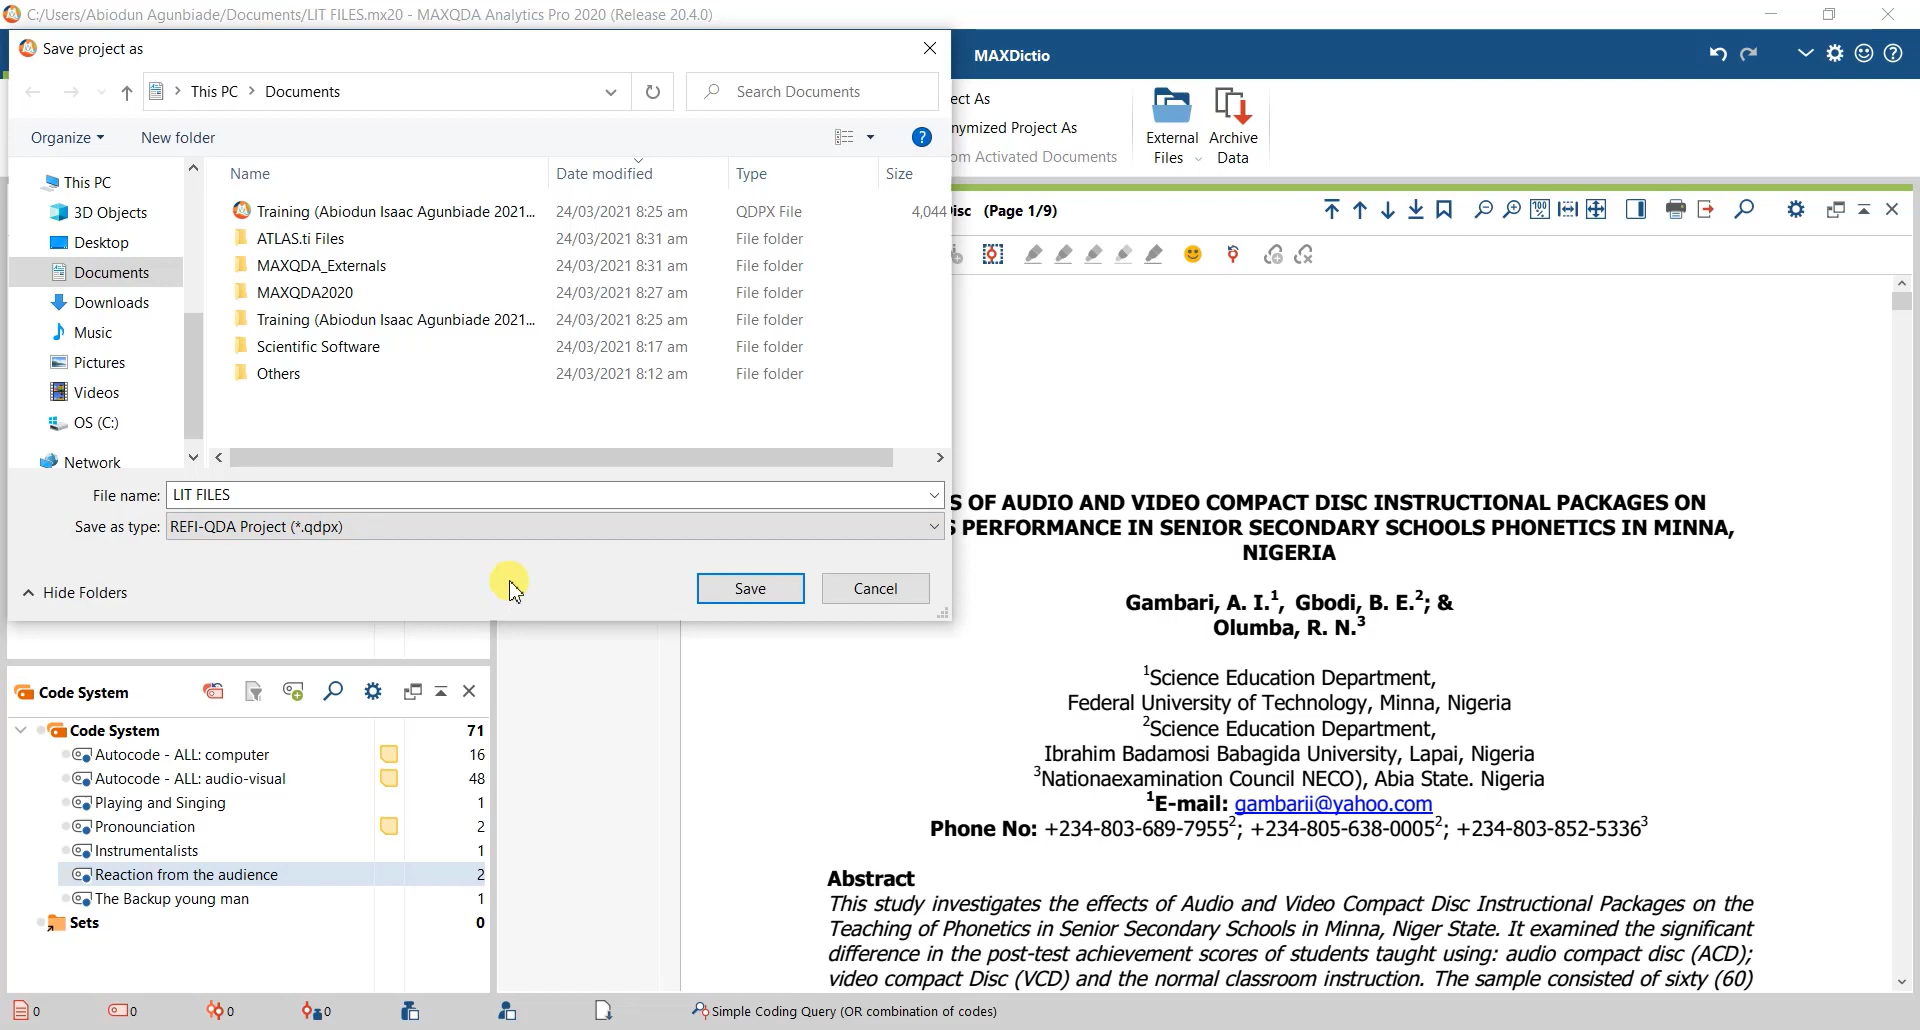 C:/Users/Abiodun Agunbiade/Documents/LIT FILES.mx20 - MAXQDA Analytics Pro 2020 (Release 20.4.0)
Save project as
MAXDictio
This PC > Documents
Search Documents
Organize
New folder
ect As
nymized Project As
om Activated Documents
External Files
Archive Data
Name
Date modified
Type
Size
This PC
3D Objects
Desktop
Documents
Downloads
Music
Pictures
Videos
OS (C:)
Network
Training (Abiodun Isaac Agunbiade 2021... 24/03/2021 8:25 am QDPX File 4,044
ATLAS.ti Files 24/03/2021 8:31 am File folder
MAXQDA_Externals 24/03/2021 8:31 am File folder
MAXQDA2020 24/03/2021 8:27 am File folder
Training (Abiodun Isaac Agunbiade 2021... 24/03/2021 8:25 am File folder
Scientific Software 24/03/2021 8:17 am File folder
Others 24/03/2021 8:12 am File folder
File name: LIT FILES
Save as type: REFI-QDA Project (*.qdpx)
Hide Folders
Save
Cancel
isc (Page 1/9)
S OF AUDIO AND VIDEO COMPACT DISC INSTRUCTIONAL PACKAGES ON
S PERFORMANCE IN SENIOR SECONDARY SCHOOLS PHONETICS IN MINNA,
NIGERIA
Gambari, A. I.¹, Gbodi, B. E.²; &
Olumba, R. N.³
¹Science Education Department,
Federal University of Technology, Minna, Nigeria
²Science Education Department,
Ibrahim Badamosi Babagida University, Lapai, Nigeria
³Nationaexamination Council NECO), Abia State. Nigeria
¹E-mail: gambarii@yahoo.com
Phone No: +234-803-689-7955²; +234-805-638-0005²; +234-803-852-5336³
Abstract
This study investigates the effects of Audio and Video Compact Disc Instructional Packages on the
Teaching of Phonetics in Senior Secondary Schools in Minna, Niger State. It examined the significant
difference in the post-test achievement scores of students taught using: audio compact disc (ACD);
video compact Disc (VCD) and the normal classroom instruction. The sample consisted of sixty (60)
Code System
Code System 71
Autocode - ALL: computer 16
Autocode - ALL: audio-visual 48
Playing and Singing 1
Pronounciation 2
Instrumentalists 1
Reaction from the audience 2
The Backup young man 1
Sets 0
0
0
0
0
Simple Coding Query (OR combination of codes)